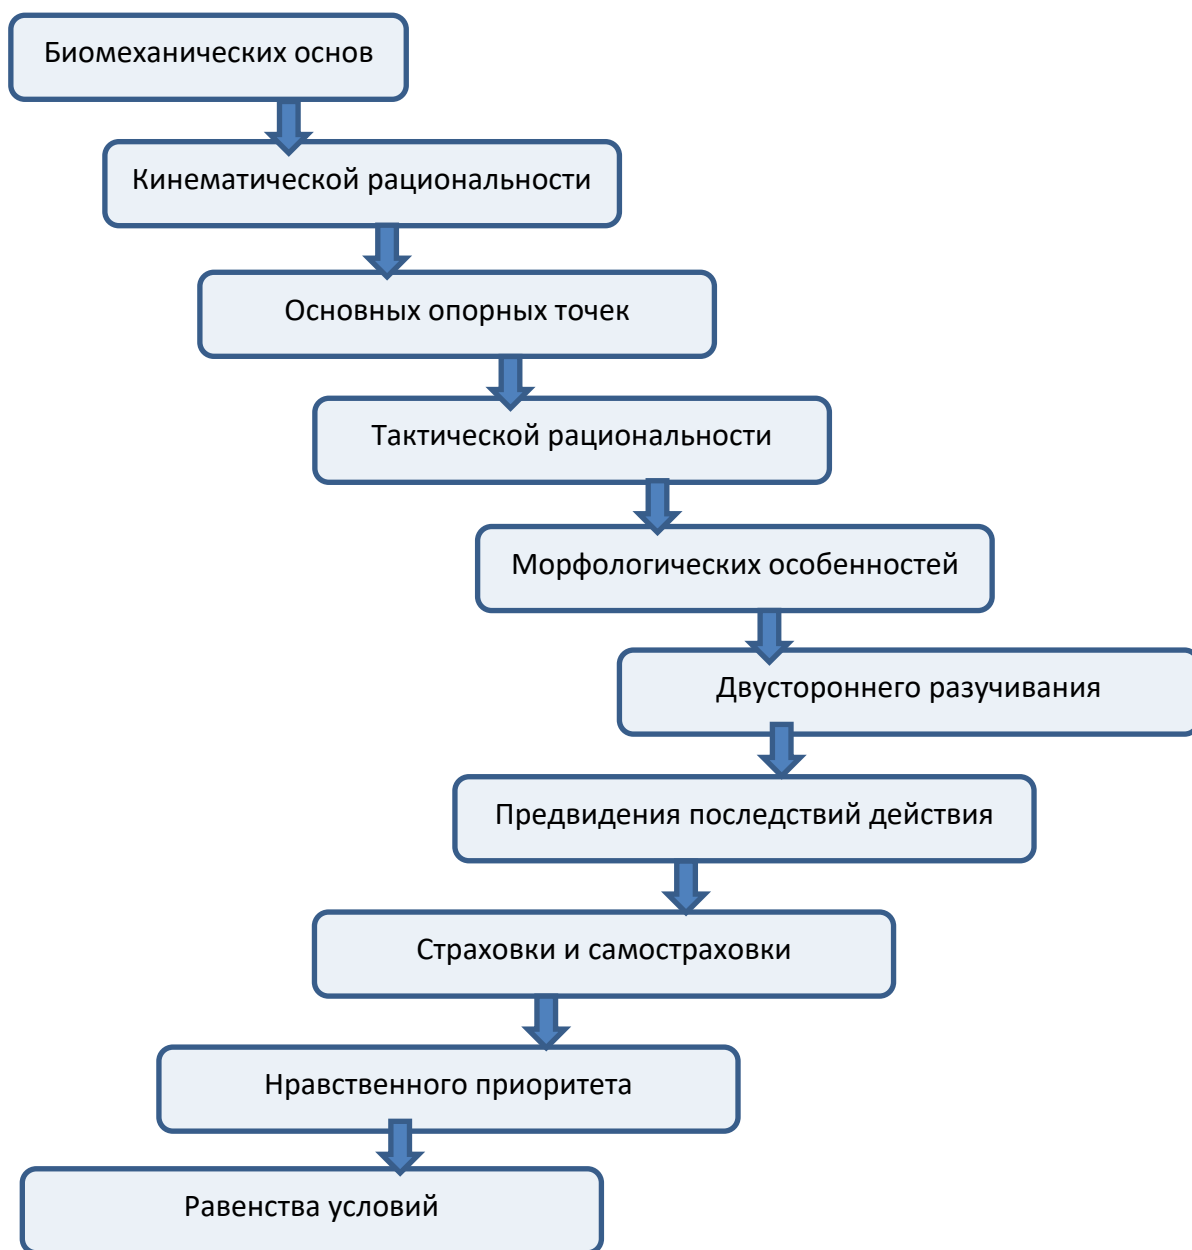 Биомеханических основ
Кинематической рациональности
Основных опорных точек
Тактической рациональности
Морфологических особенностей
Двустороннего разучивания
Предвидения последствий действия
Страховки и самостраховки
Нравственного приоритета
Равенства условий